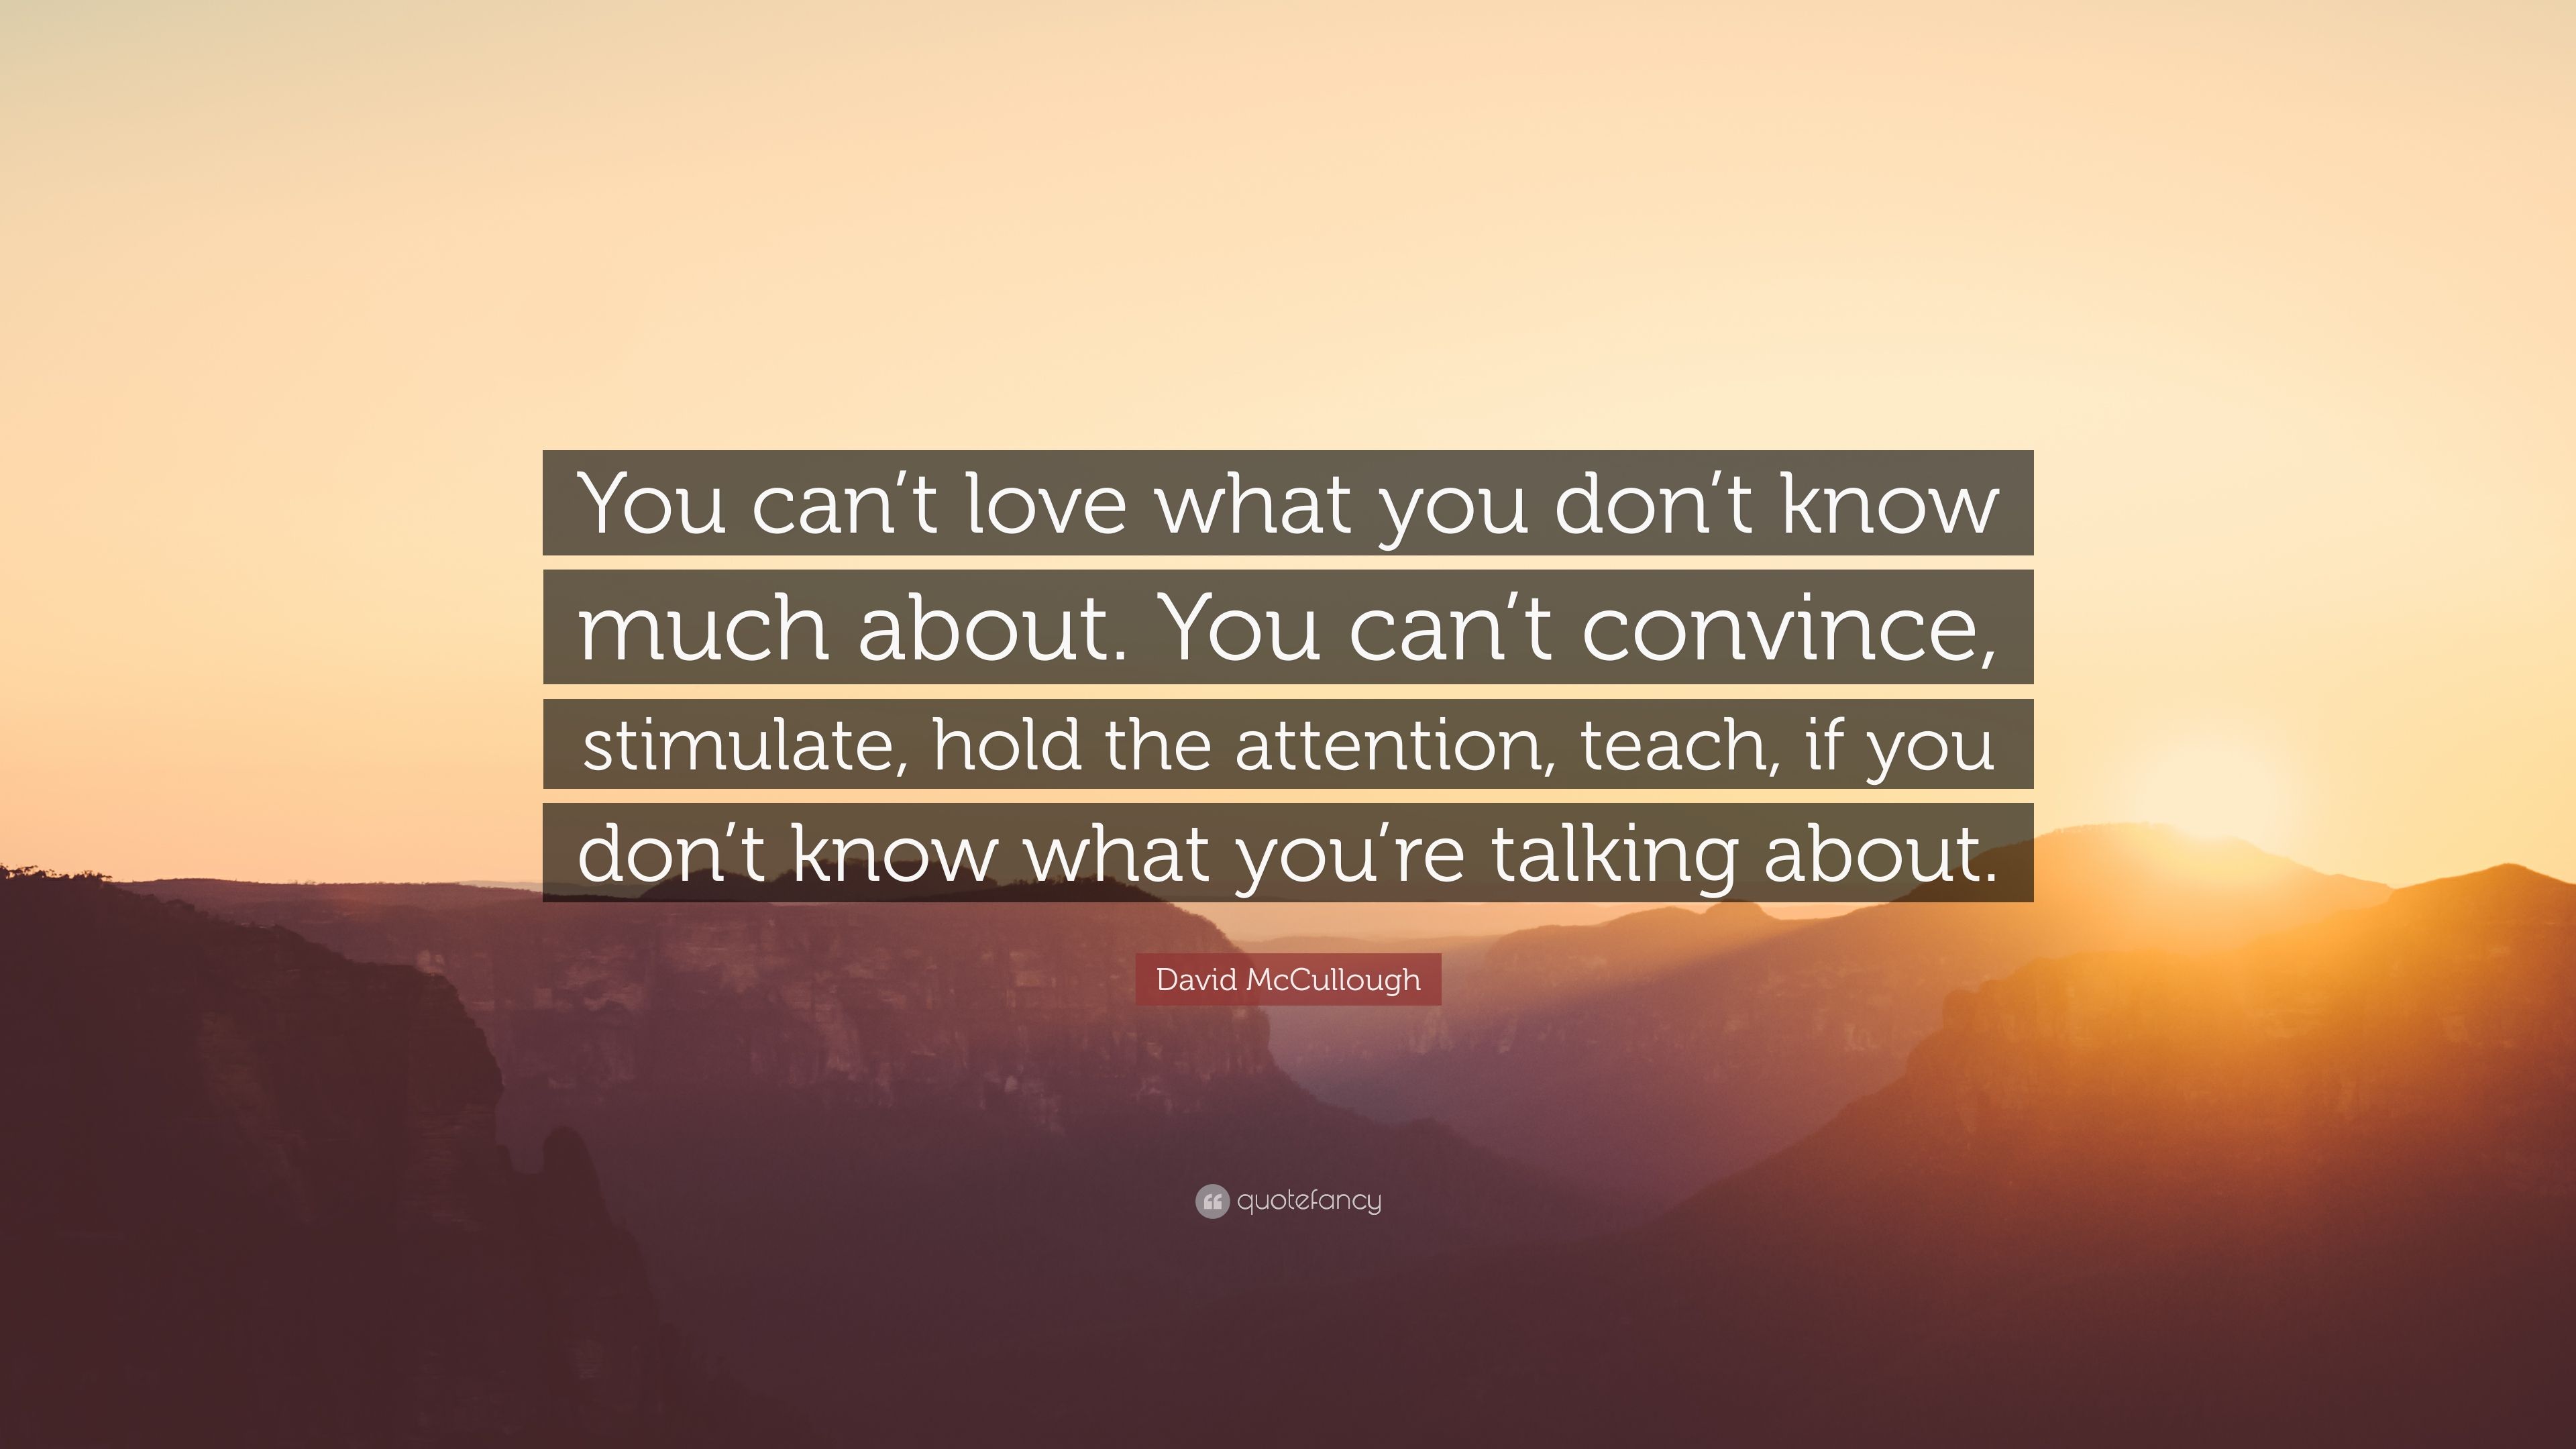 You can’t love what you don’t know
much about. You can’t convince,
stimulate, hold the attention, teach, if you
don’t know what you’re talking about.
David McCullough
quotefancy